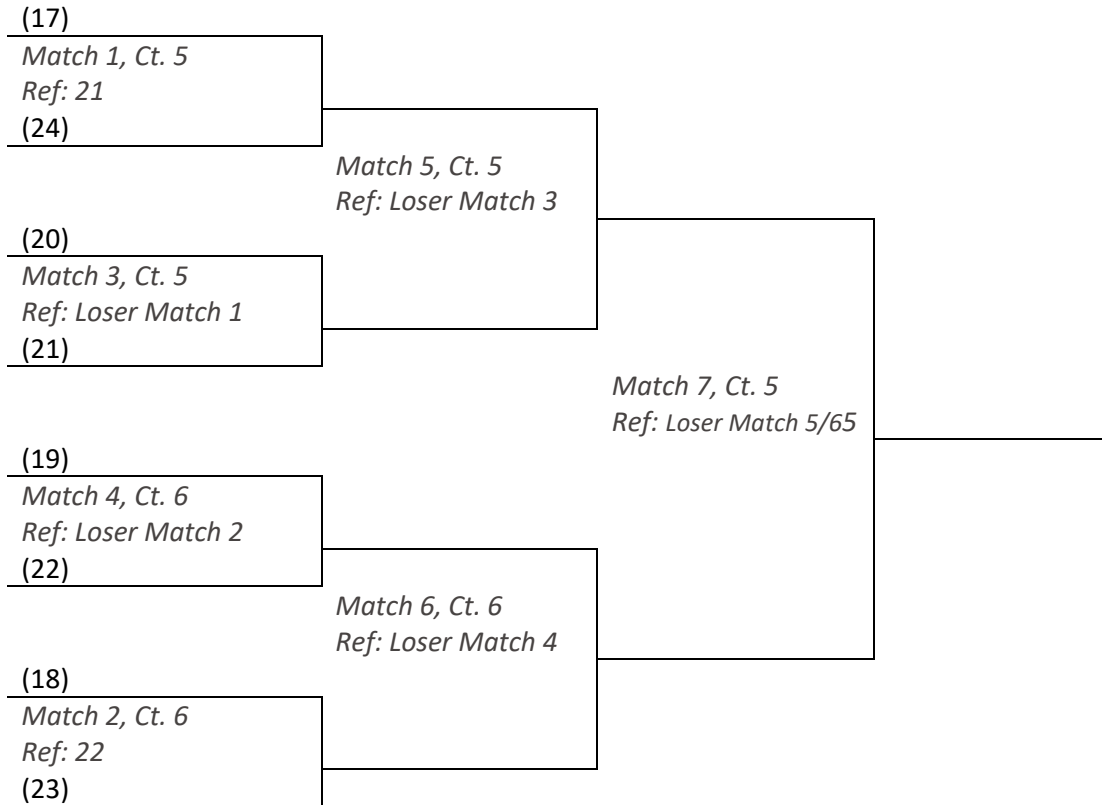 (17)
Match 1, Ct. 5
Ref: 21
(24)
Match 5, Ct. 5
Ref: Loser Match 3
(20)
Match 3, Ct. 5
Ref: Loser Match 1
(21)
Match 7, Ct. 5
Ref: Loser Match 5/65
(19)
Match 4, Ct. 6
Ref: Loser Match 2
(22)
Match 6, Ct. 6
Ref: Loser Match 4
(18)
Match 2, Ct. 6
Ref: 22
(23)